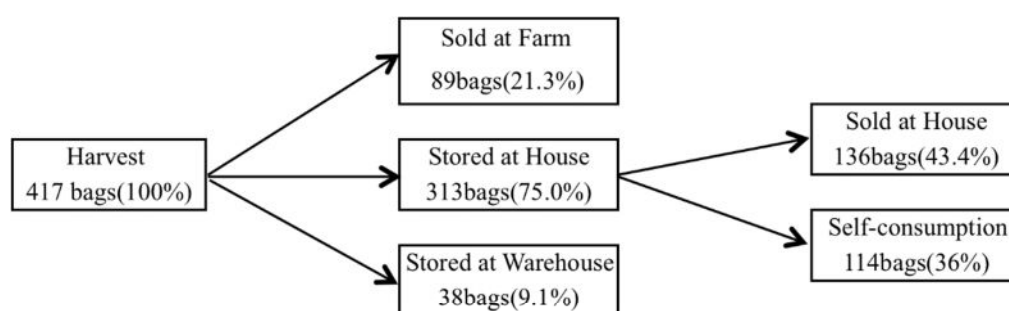 Sold at Farm
89bags(21.3%)
Harvest
417 bags(100%)
Stored at House
313bags(75.0%)
Stored at Warehouse
38bags(9.1%)
Sold at House
136bags(43.4%)
Self-consumption
114bags(36%)